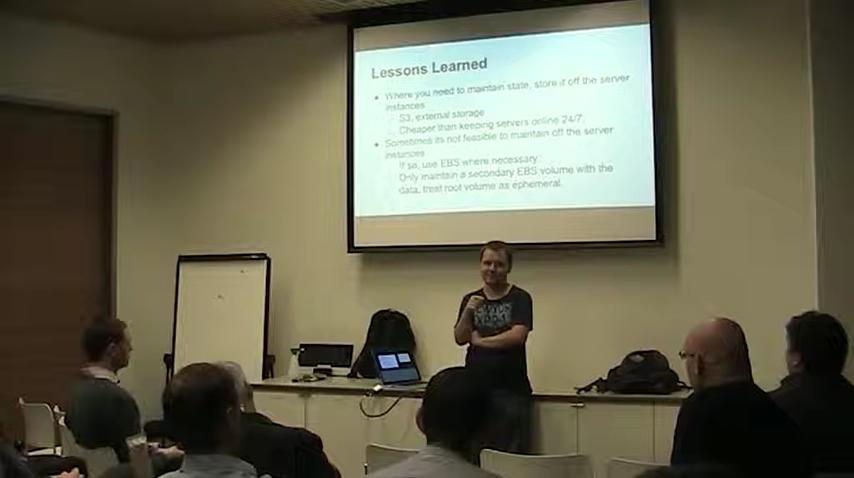 Lessons Learned
Where you need to maintain state, store it off the server
instances
S3, external storage
Cheaper than keeping servers online 24/7.
Sometimes its not feasible to maintain off the server
instances
If so, use EBS where necessary.
Only maintain a secondary EBS volume with the
data, treat root volume as ephemeral.